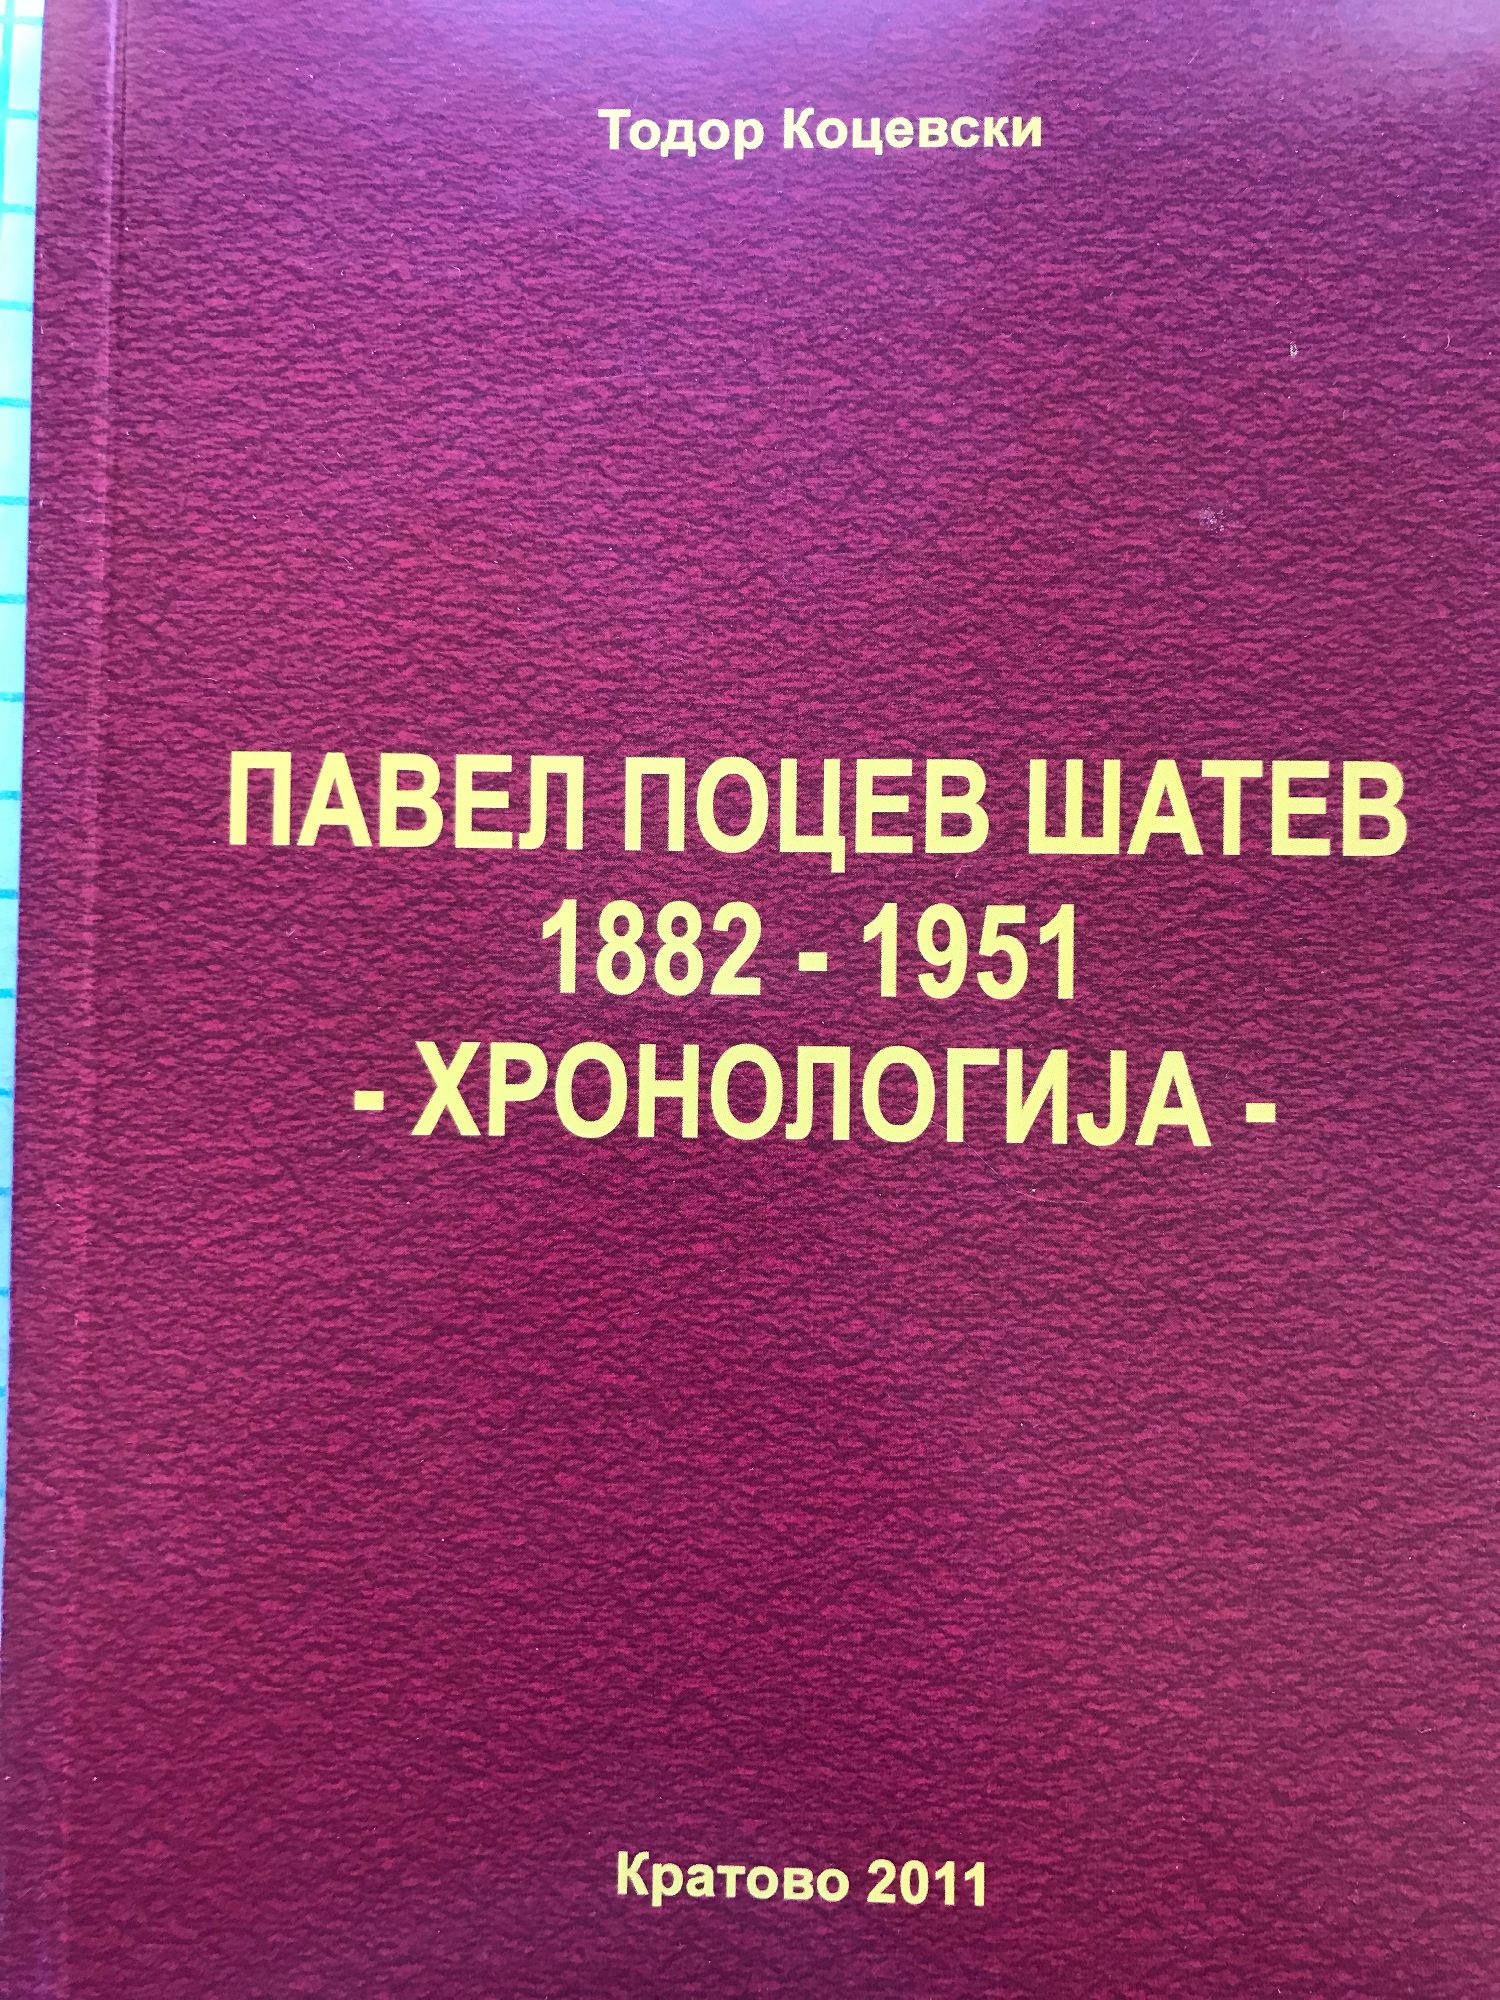 Тодор Коцевски
ПАВЕЛ ПОЦЕВ ШАТЕВ
1882 - 1951
- ХРОНОЛОГИЈА -
Кратово 2011